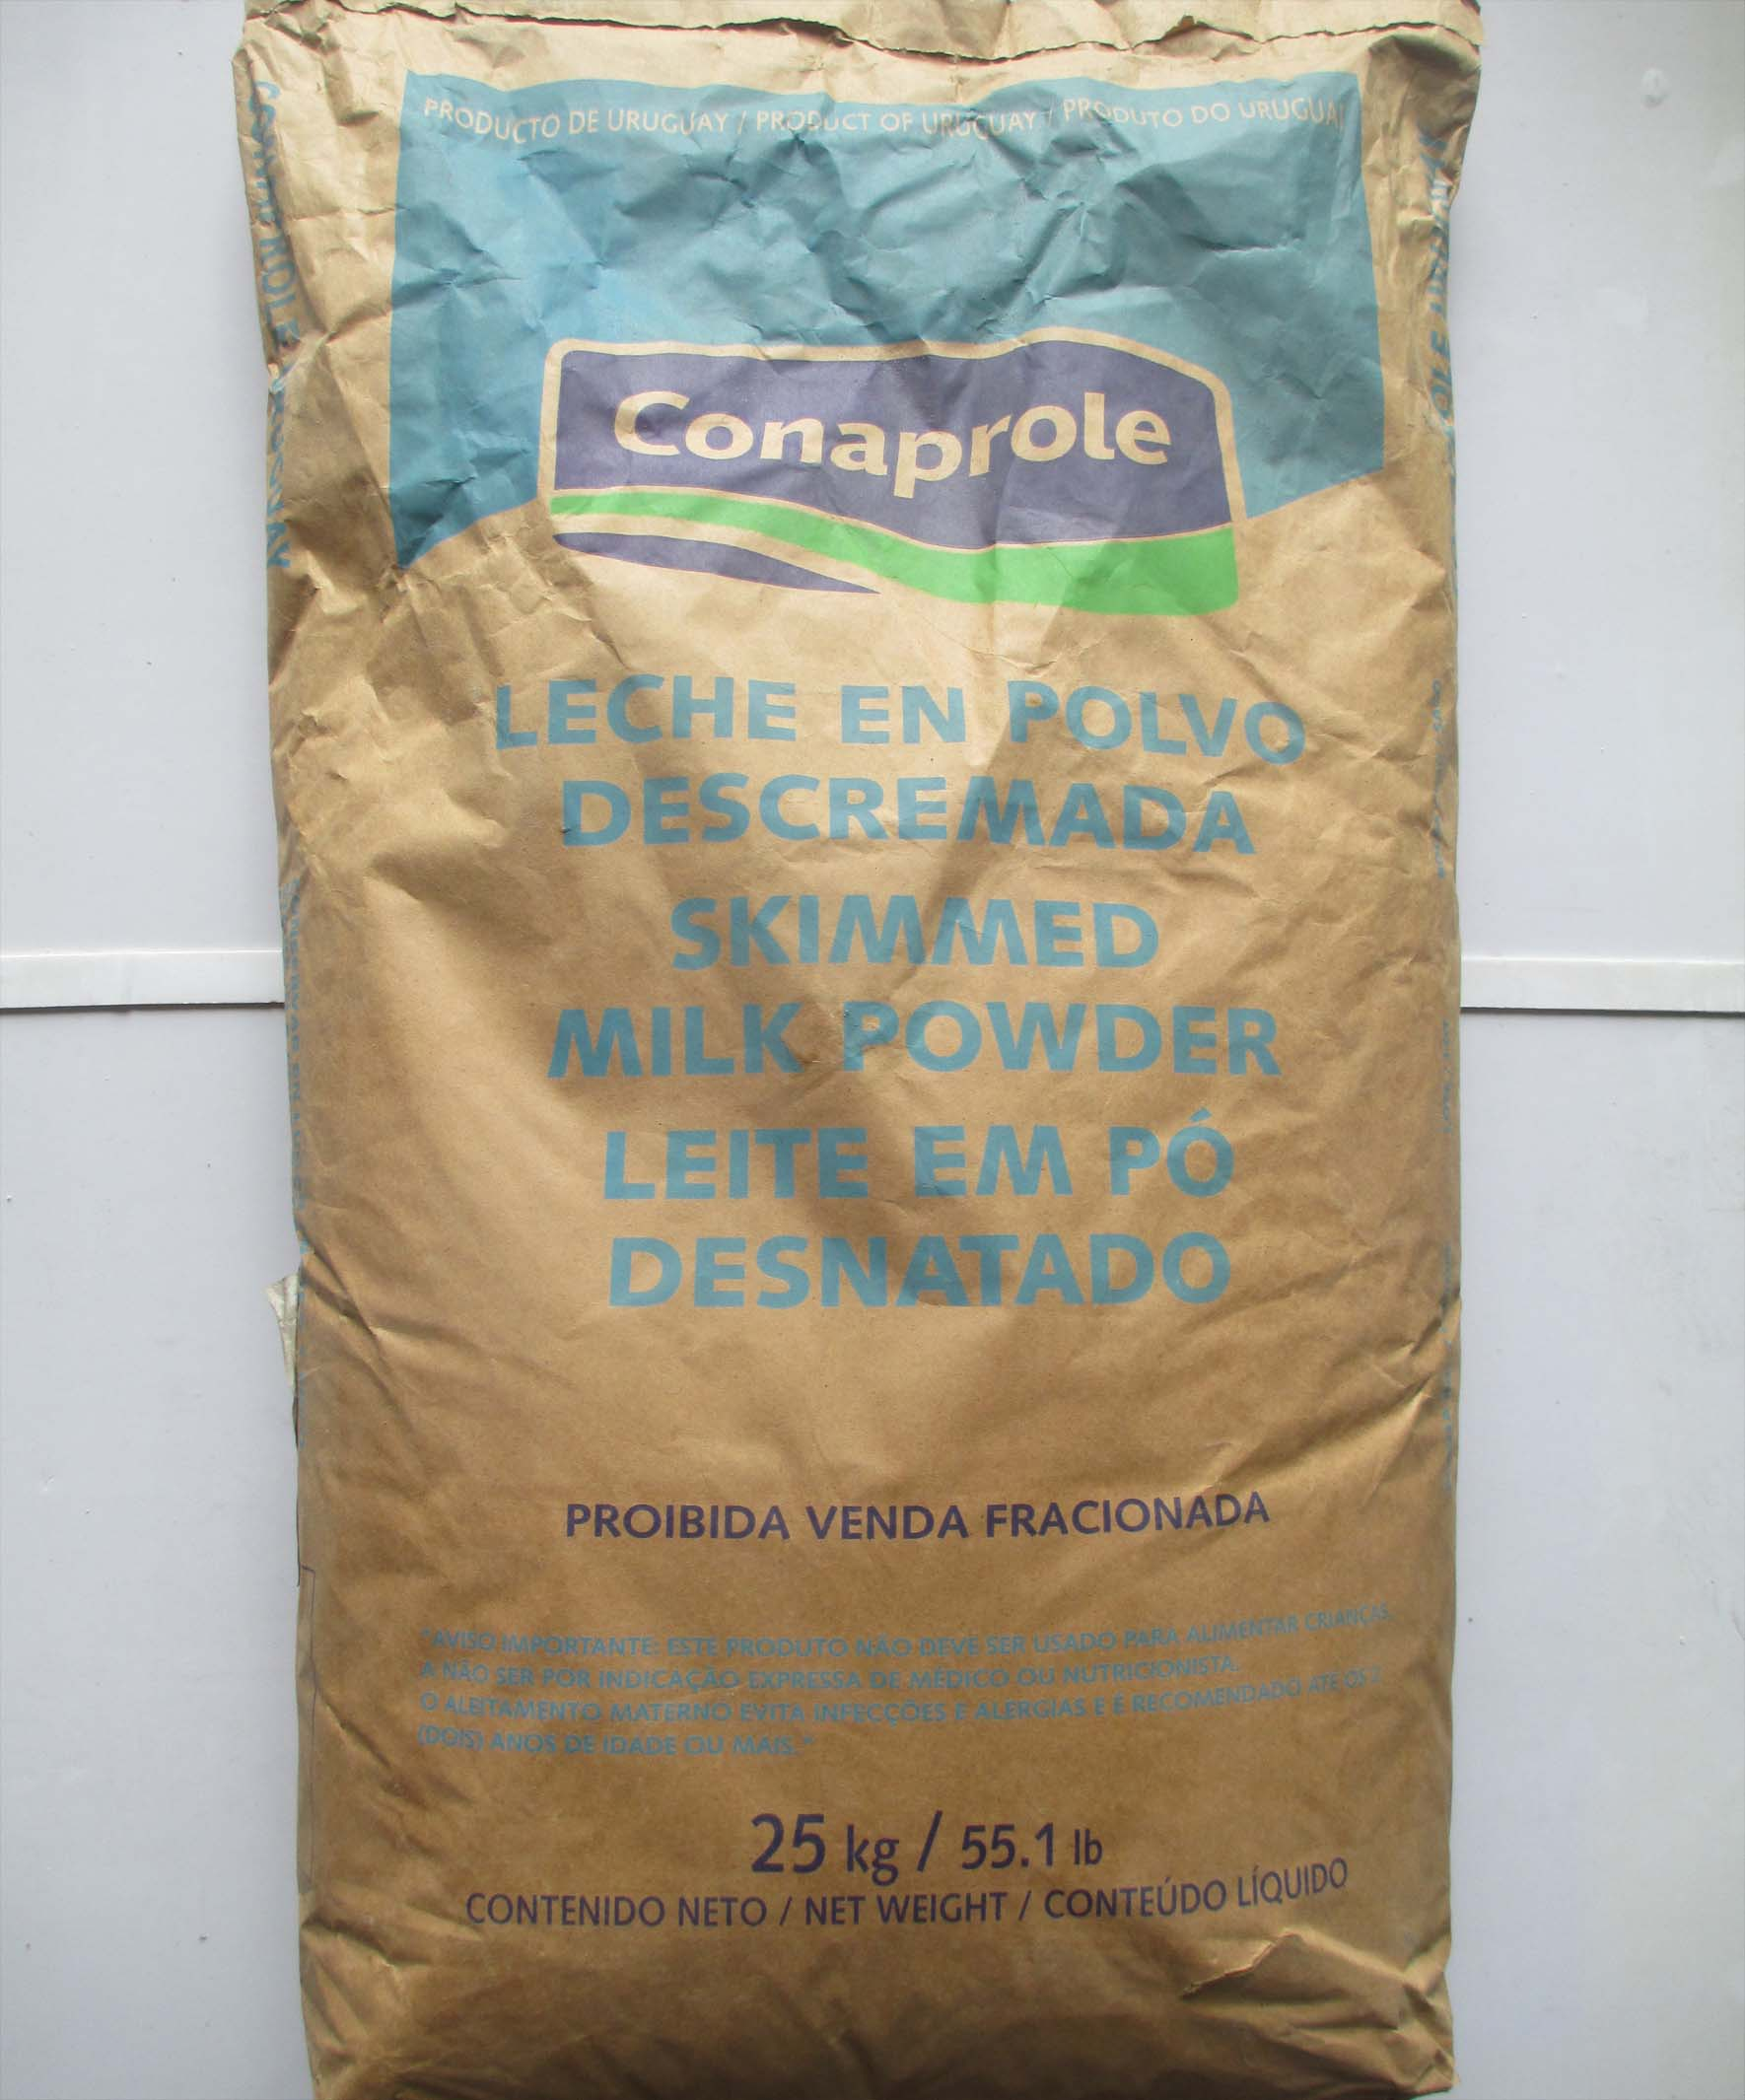 PRODUCTO DE URUGUAY / PRODUCT OF URUGUAY / PRODUTO DO URUGUAI
Conaprole
LECHE EN POLVO
DESCREMADA
SKIMMED
MILK POWDER
LEITE EM PÓ
DESNATADO
PROIBIDA VENDA FRACIONADA
"AVISO IMPORTANTE: ESTE PRODUTO NÃO DEVE SER USADO PARA ALIMENTAR CRIANÇAS,
A NÃO SER POR INDICAÇÃO EXPRESSA DE MÉDICO OU NUTRICIONISTA.
O ALEITAMENTO MATERNO EVITA INFECÇÕES E ALERGIAS E É RECOMENDADO ATÉ OS 2
(DOIS) ANOS DE IDADE OU MAIS."
25 kg / 55.1 lb
CONTENIDO NETO / NET WEIGHT / CONTEÚDO LÍQUIDO